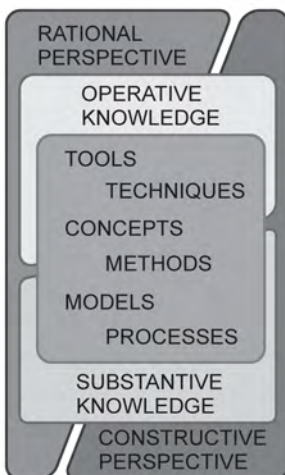 RATIONAL
PERSPECTIVE
OPERATIVE
KNOWLEDGE
TOOLS
TECHNIQUES
CONCEPTS
METHODS
MODELS
PROCESSES
SUBSTANTIVE
KNOWLEDGE
CONSTRUCTIVE
PERSPECTIVE